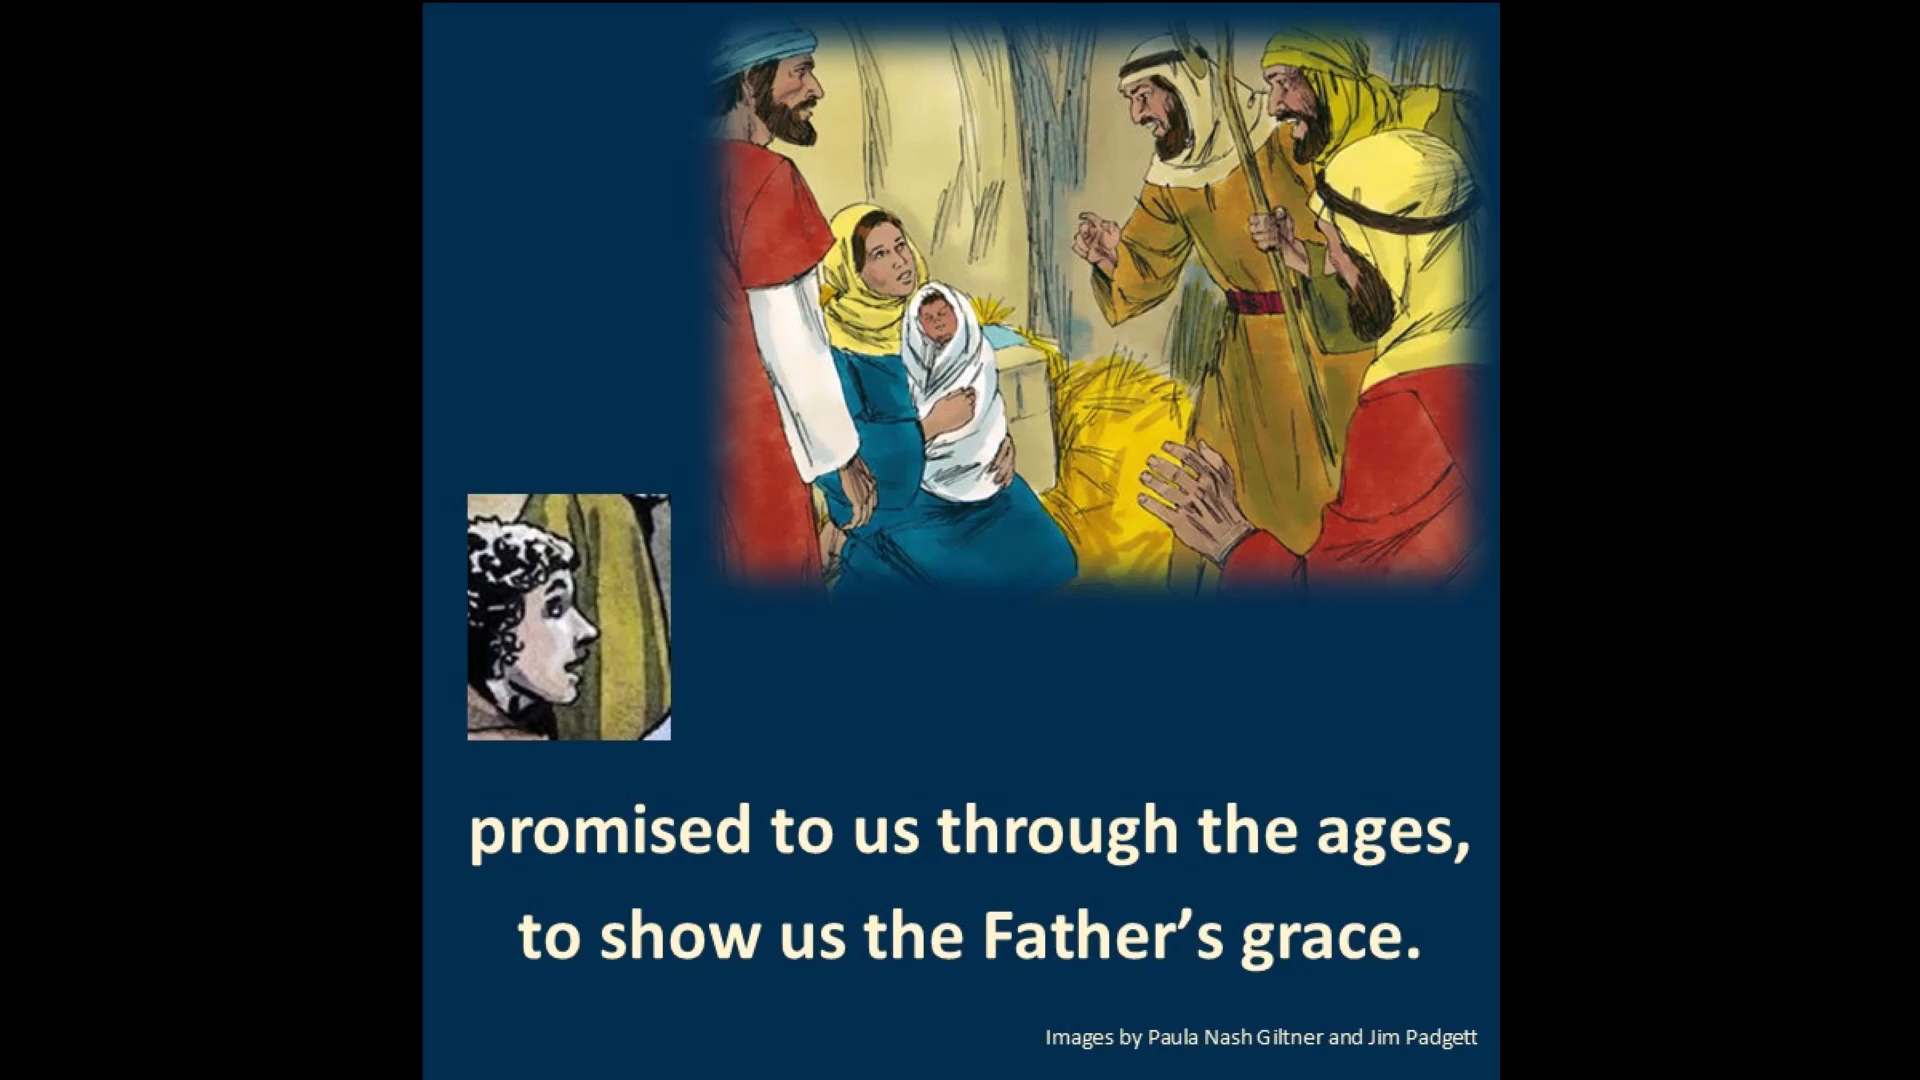 promised to us through the ages,
to show us the Father’s grace.
Images by Paula Nash Giltner and Jim Padgett